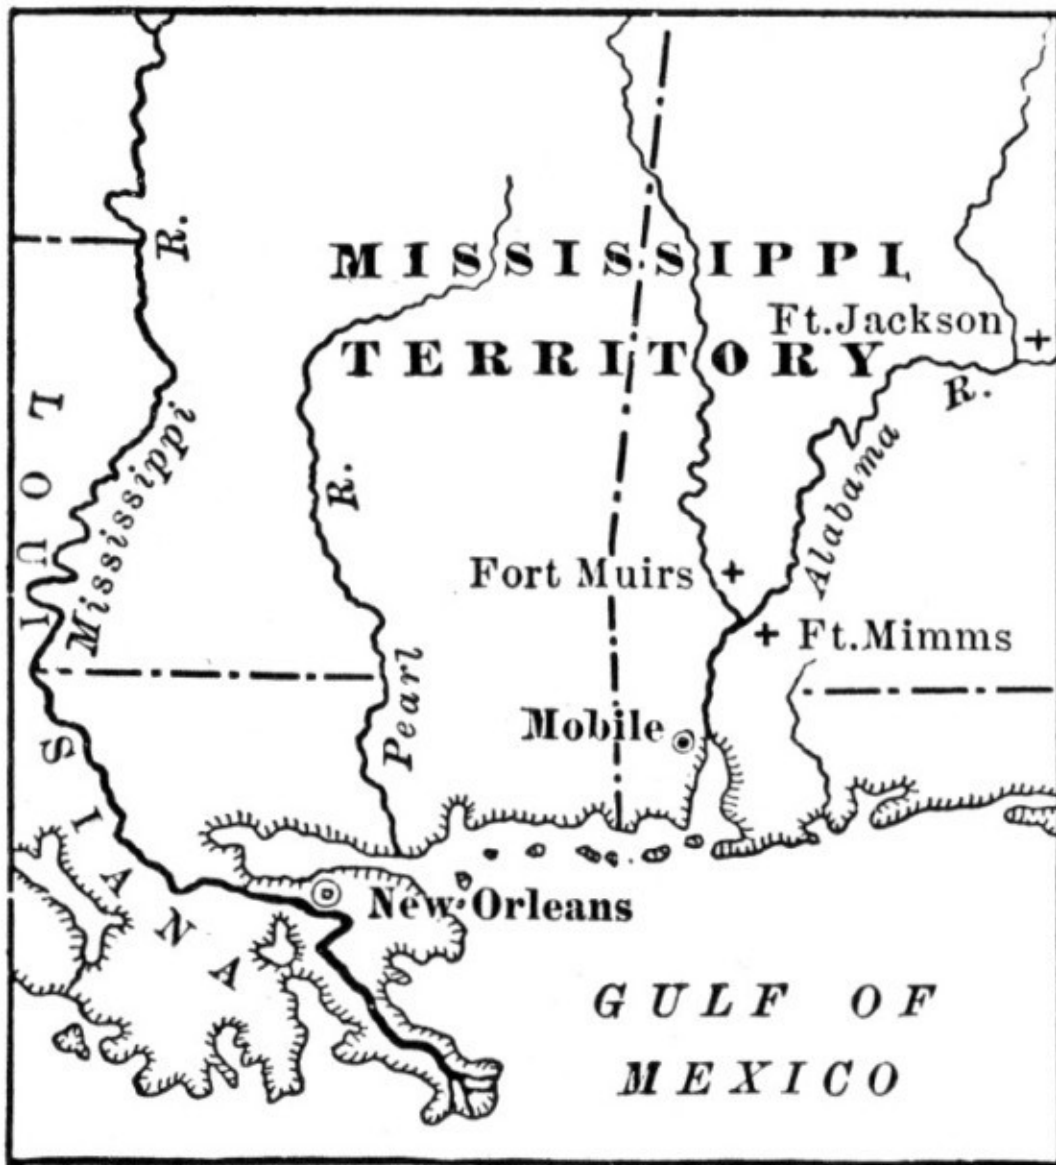 R.
MISSISSIPPI
TERRITORY
Ft.Jackson
R.
LOUISIANA
Mississippi
R.
Alabama
Fort Muirs
Ft.Mimms
Pearl
Mobile
New Orleans
GULF OF
MEXICO